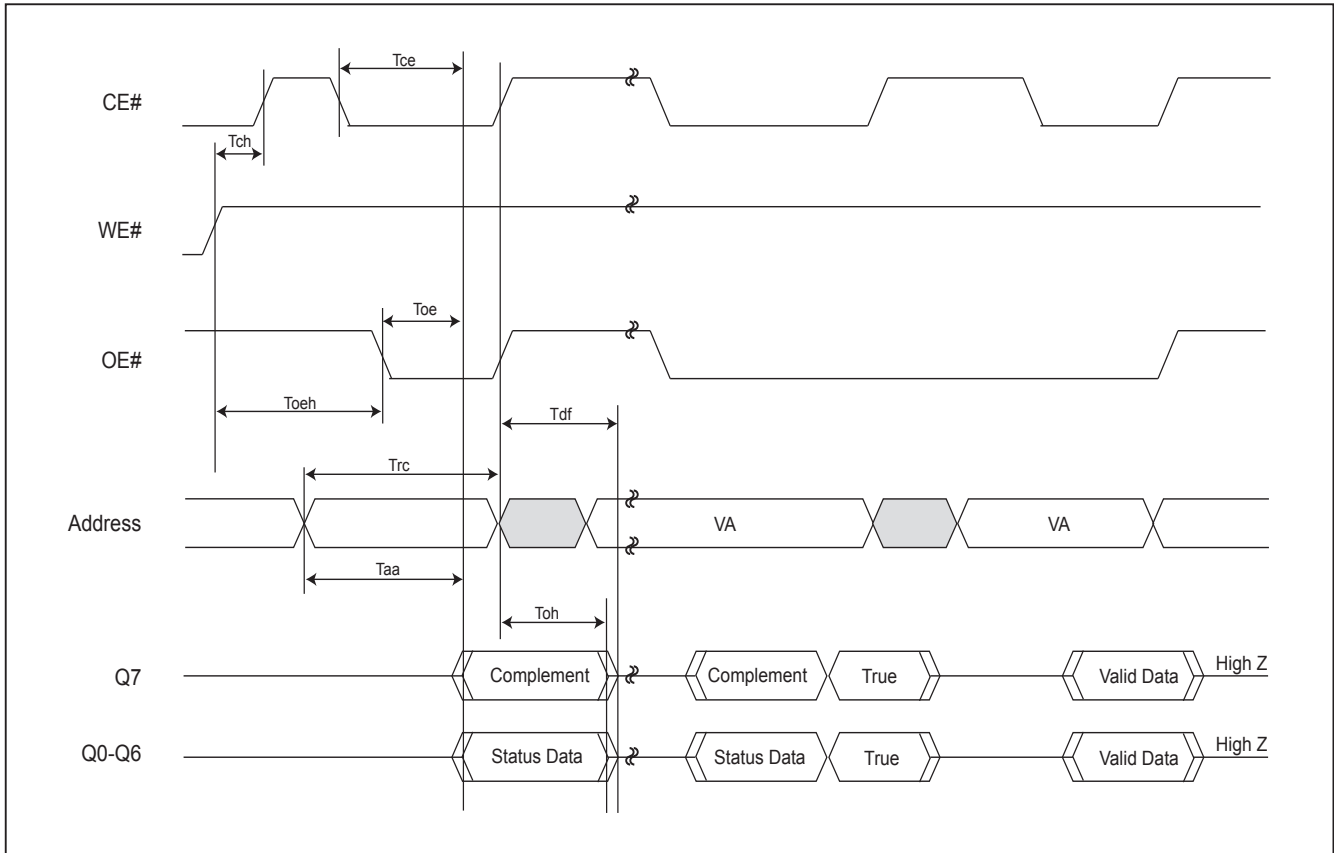 Tce
CE#
Tch
WE#
Toe
OE#
Toeh
Tdf
Trc
Address
VA
VA
Taa
Toh
Q7
Complement
Complement
True
Valid Data
High Z
Q0-Q6
Status Data
Status Data
True
Valid Data
High Z